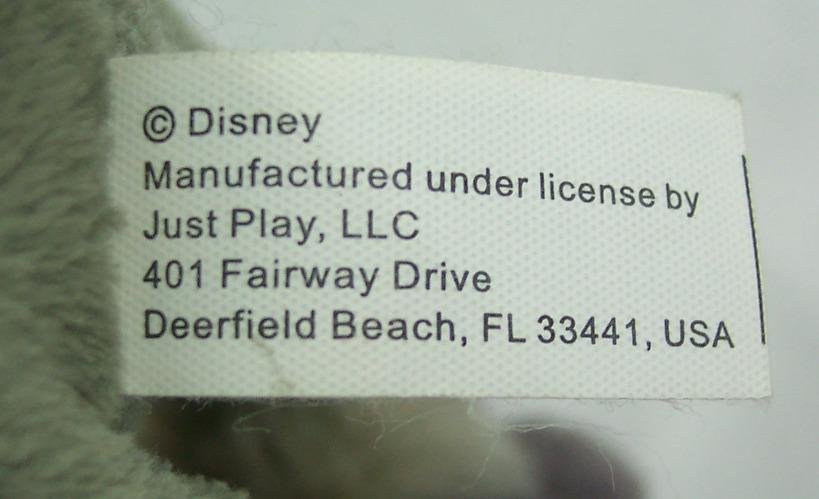 © Disney
Manufactured under license by
Just Play, LLC
401 Fairway Drive
Deerfield Beach, FL 33441, USA